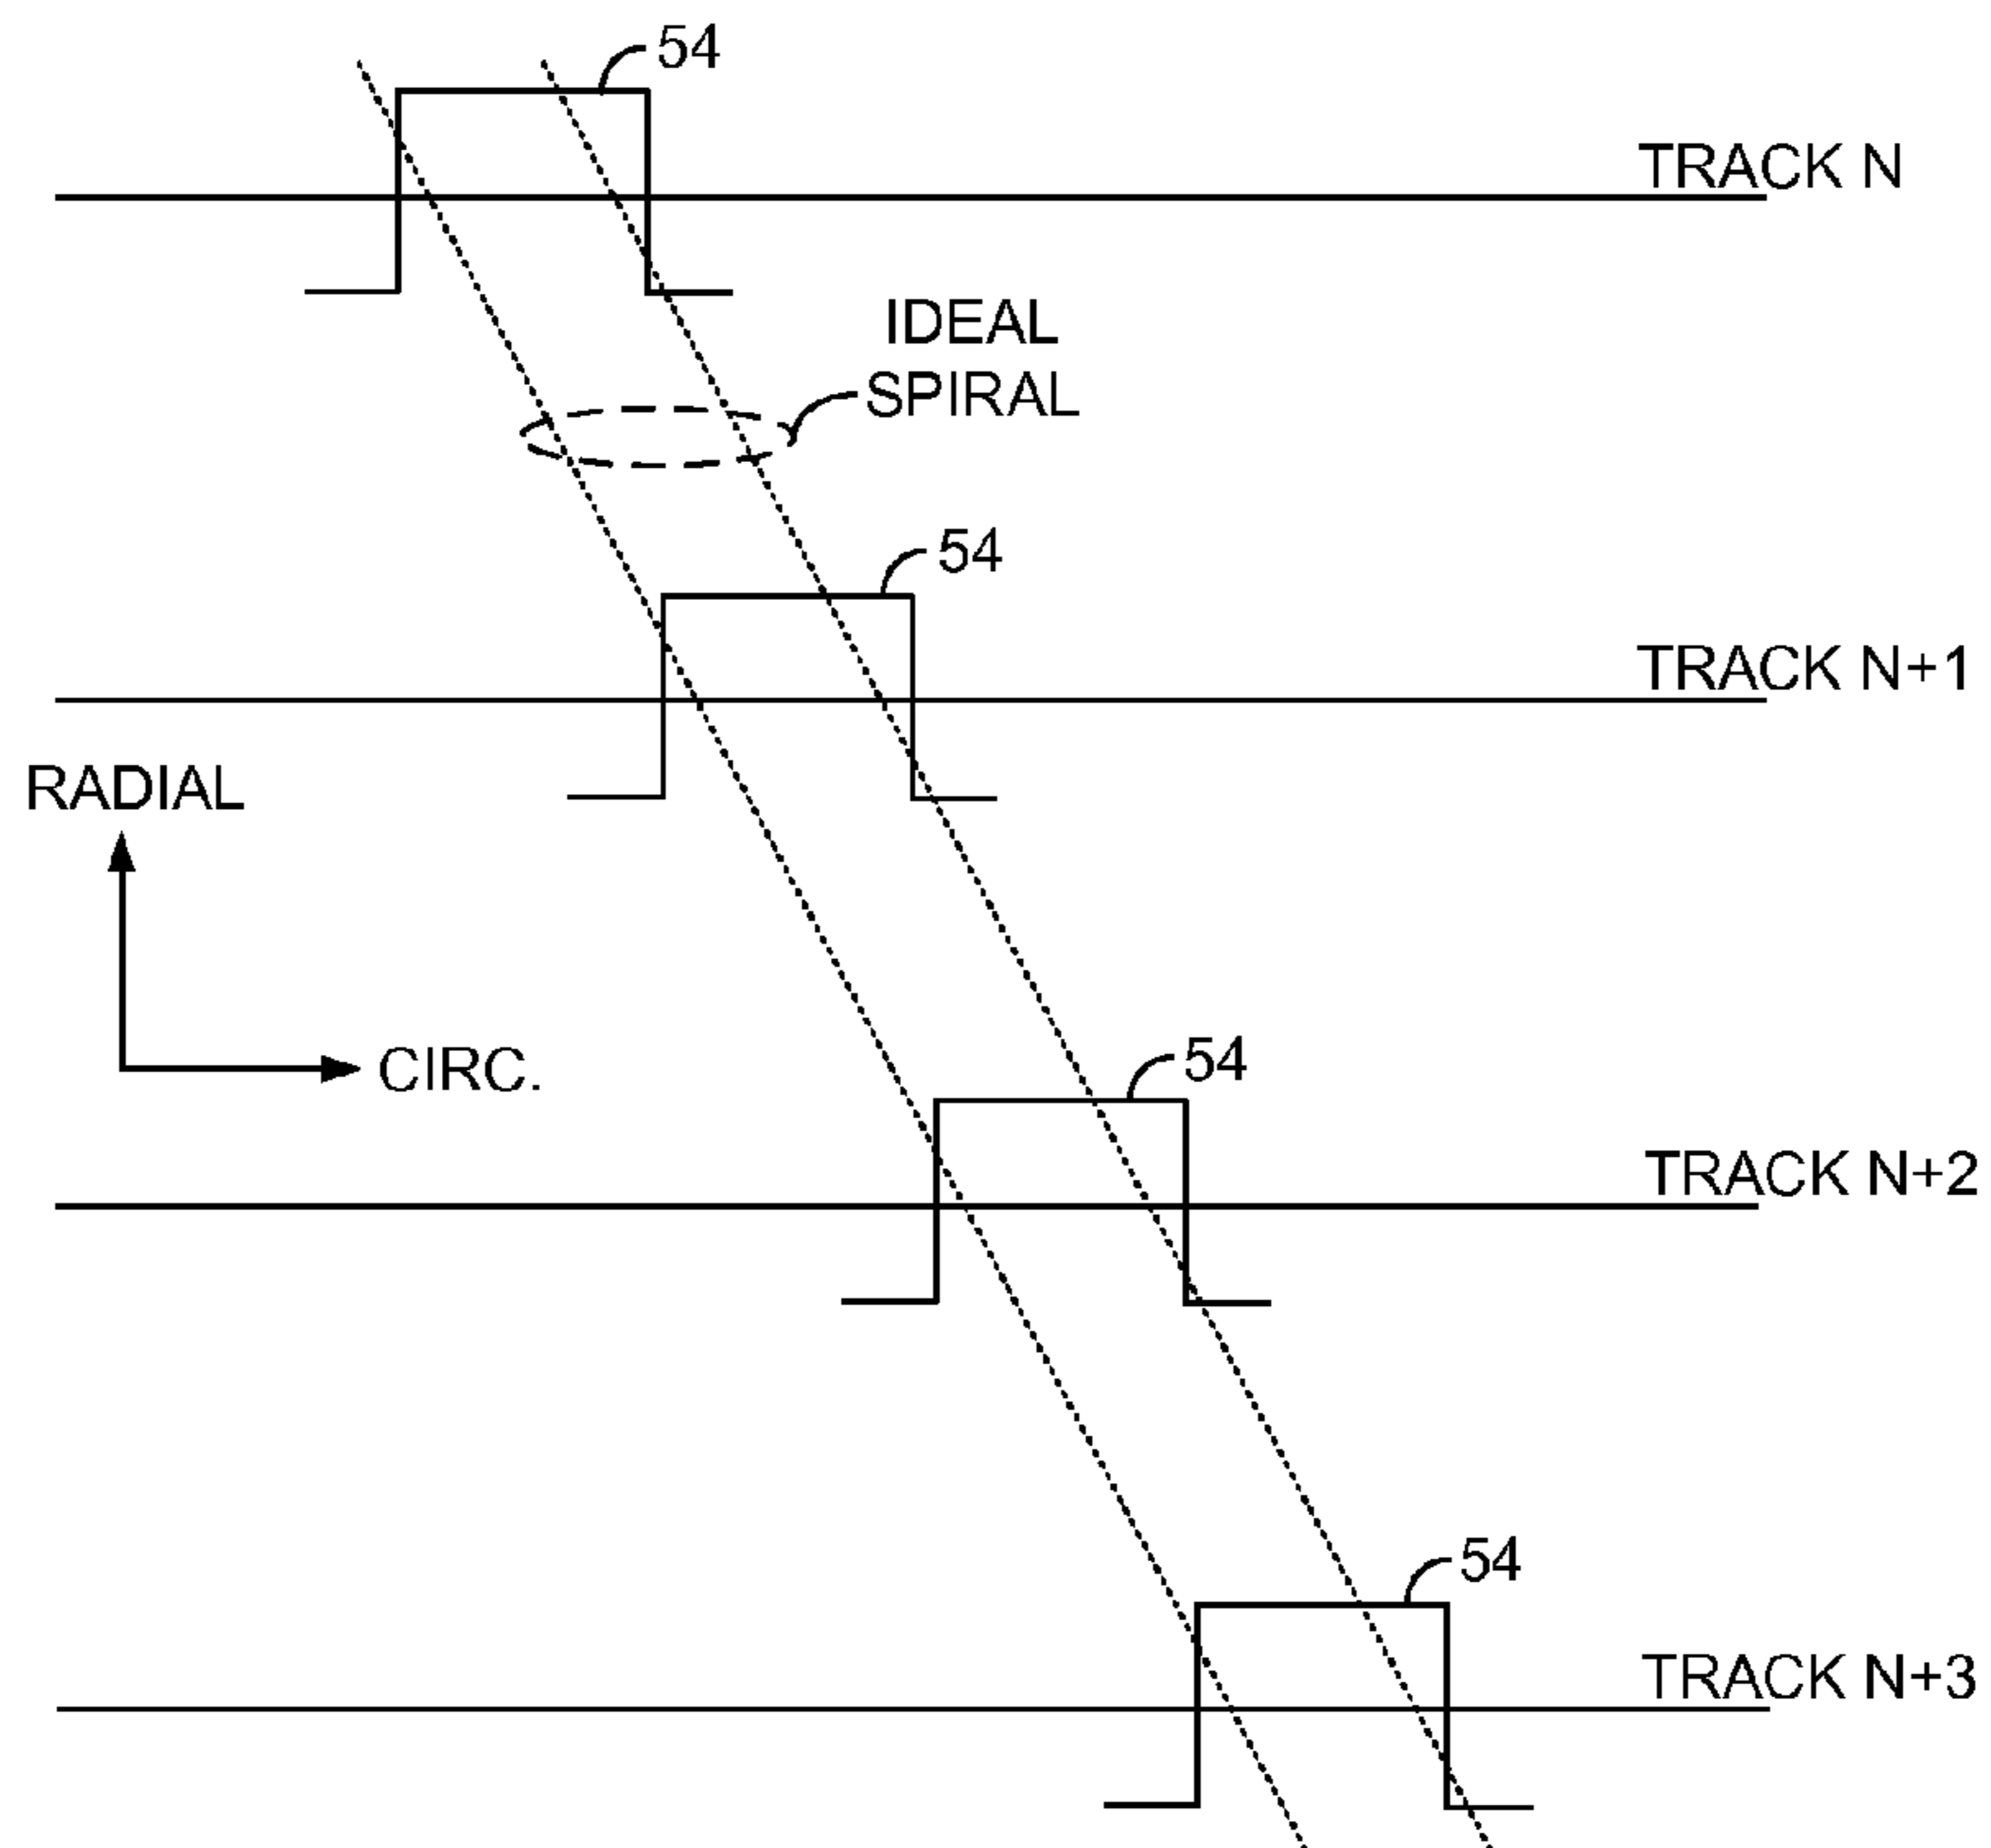 54
TRACK N
IDEAL
SPIRAL
54
TRACK N+1
RADIAL
CIRC.
54
TRACK N+2
54
TRACK N+3